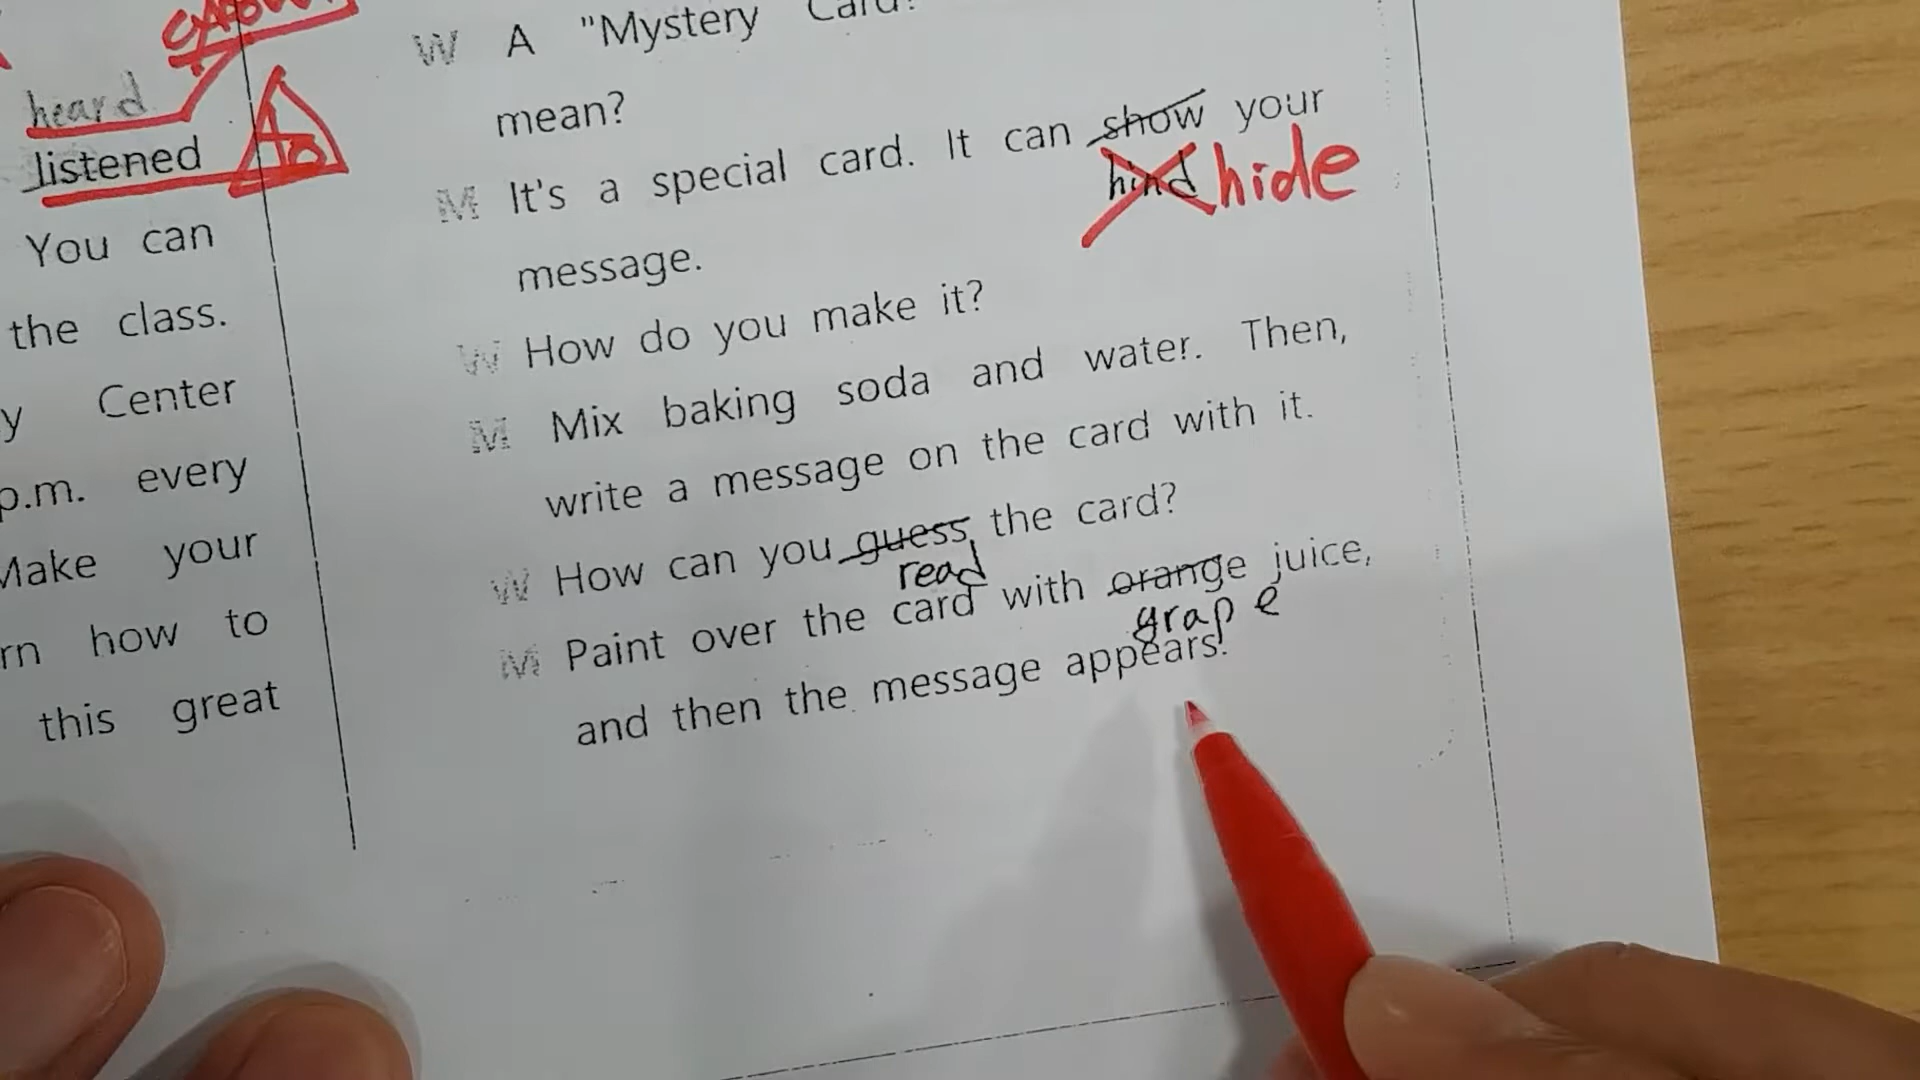 heard
listened
You can
the class.
y Center
p.m. every
Make your
rn how to
this great
W A "Mystery Card"
mean?
M It's a special card. It can show your
hind hide
message.
W How do you make it?
M Mix baking soda and water. Then,
write a message on the card with it.
W How can you guess the card?
read
M Paint over the card with orange juice,
grape
and then the message appears.